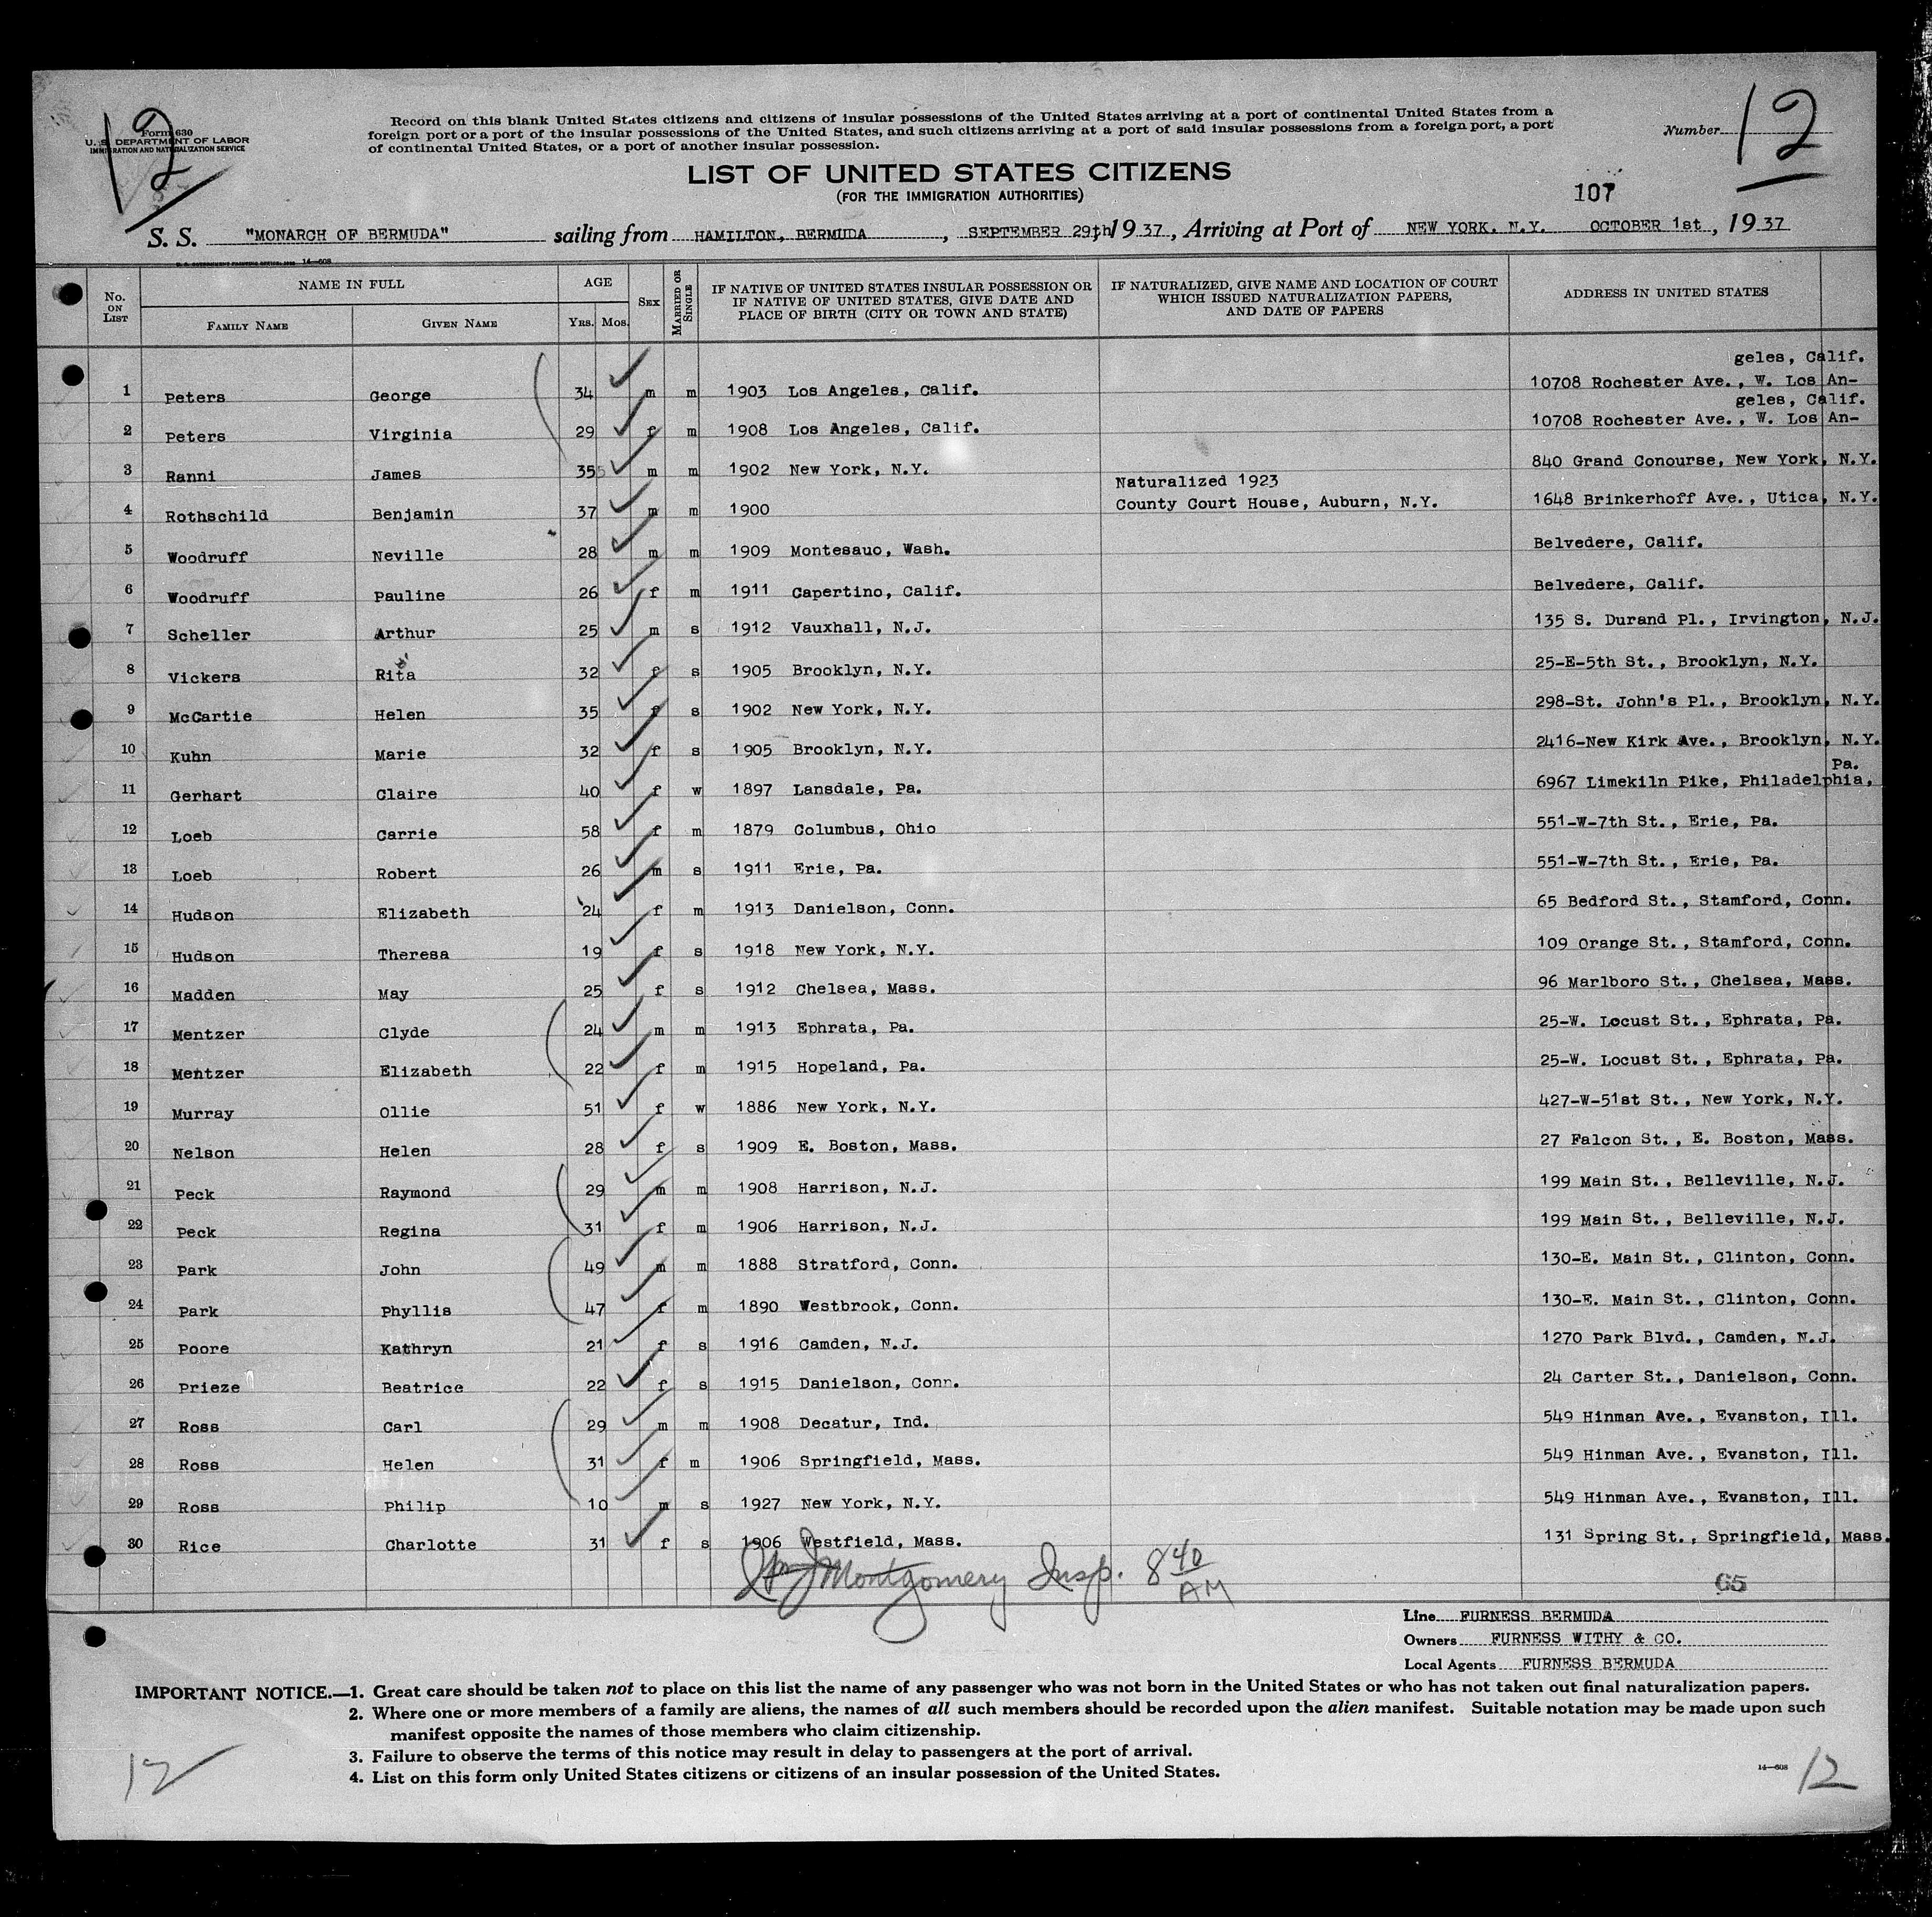 12
Form 630
U. S. DEPARTMENT OF LABOR
IMMIGRATION AND NATURALIZATION SERVICE
Record on this blank United States citizens and citizens of insular possessions of the United States arriving at a port of continental United States from a
foreign port or a port of the insular possessions of the United States, and such citizens arriving at a port of said insular possessions from a foreign port, a port
of continental United States, or a port of another insular possession.
Number 12
LIST OF UNITED STATES CITIZENS
(FOR THE IMMIGRATION AUTHORITIES)
107
S. S. "MONARCH OF BERMUDA" sailing from HAMILTON, BERMUDA, SEPTEMBER 29th, 1937, Arriving at Port of NEW YORK. N.Y. OCTOBER 1st, 1937
U. S. GOVERNMENT PRINTING OFFICE: 14—608
No. ON LIST
NAME IN FULL
FAMILY NAME
GIVEN NAME
AGE
YRS. MOS.
SEX
MARRIED OR SINGLE
IF NATIVE OF UNITED STATES INSULAR POSSESSION OR
IF NATIVE OF UNITED STATES, GIVE DATE AND
PLACE OF BIRTH (CITY OR TOWN AND STATE)
IF NATURALIZED, GIVE NAME AND LOCATION OF COURT
WHICH ISSUED NATURALIZATION PAPERS,
AND DATE OF PAPERS
ADDRESS IN UNITED STATES
geles, Calif.
1 Peters George 34 m m 1903 Los Angeles, Calif. 10708 Rochester Ave., W. Los An-
geles, Calif.
2 Peters Virginia 29 f m 1908 Los Angeles, Calif. 10708 Rochester Ave., W. Los An-
3 Ranni James 35 m m 1902 New York, N.Y. 840 Grand Conourse, New York, N.Y.
Naturalized 1923
4 Rothschild Benjamin 37 m m 1900 County Court House, Auburn, N.Y. 1648 Brinkerhoff Ave., Utica, N.Y.
5 Woodruff Neville 28 m m 1909 Montesauo, Wash. Belvedere, Calif.
6 Woodruff Pauline 26 f m 1911 Capertino, Calif. Belvedere, Calif.
7 Scheller Arthur 25 m s 1912 Vauxhall, N.J. 135 S. Durand Pl., Irvington, N.J.
8 Vickers Rita 32 f s 1905 Brooklyn, N.Y. 25-E-5th St., Brooklyn, N.Y.
9 McCartie Helen 35 f s 1902 New York, N.Y. 298-St. John's Pl., Brooklyn, N.Y.
10 Kuhn Marie 32 f s 1905 Brooklyn, N.Y. 2416-New Kirk Ave., Brooklyn, N.Y.
Pa.
11 Gerhart Claire 40 f w 1897 Lansdale, Pa. 6967 Limekiln Pike, Philadelphia,
12 Loeb Carrie 58 f m 1879 Columbus, Ohio 551-W-7th St., Erie, Pa.
13 Loeb Robert 26 m s 1911 Erie, Pa. 551-W-7th St., Erie, Pa.
14 Hudson Elizabeth 24 f m 1913 Danielson, Conn. 65 Bedford St., Stamford, Conn.
15 Hudson Theresa 19 f s 1918 New York, N.Y. 109 Orange St., Stamford, Conn.
16 Madden May 25 f s 1912 Chelsea, Mass. 96 Marlboro St., Chelsea, Mass.
17 Mentzer Clyde 24 m m 1913 Ephrata, Pa. 25-W. Locust St., Ephrata, Pa.
18 Mentzer Elizabeth 22 f m 1915 Hopeland, Pa. 25-W. Locust St., Ephrata, Pa.
19 Murray Ollie 51 f w 1886 New York, N.Y. 427-W-51st St., New York, N.Y.
20 Nelson Helen 28 f s 1909 E. Boston, Mass. 27 Falcon St., E. Boston, Mass.
21 Peck Raymond 29 m m 1908 Harrison, N.J. 199 Main St., Belleville, N.J.
22 Peck Regina 31 f m 1906 Harrison, N.J. 199 Main St., Belleville, N.J.
23 Park John 49 m m 1888 Stratford, Conn. 130-E. Main St., Clinton, Conn.
24 Park Phyllis 47 f m 1890 Westbrook, Conn. 130-E. Main St., Clinton, Conn.
25 Poore Kathryn 21 f s 1916 Camden, N.J. 1270 Park Blvd., Camden, N.J.
26 Prieze Beatrice 22 f s 1915 Danielson, Conn. 24 Carter St., Danielson, Conn.
27 Ross Carl 29 m m 1908 Decatur, Ind. 549 Hinman Ave., Evanston, Ill.
28 Ross Helen 31 f m 1906 Springfield, Mass. 549 Hinman Ave., Evanston, Ill.
29 Ross Philip 10 m s 1927 New York, N.Y. 549 Hinman Ave., Evanston, Ill.
30 Rice Charlotte 31 f s 1906 Westfield, Mass. 131 Spring St., Springfield, Mass.
Wm J Montgomery Insp. 8 40 AM
65
Line FURNESS BERMUDA
Owners FURNESS WITHY & CO.
Local Agents FURNESS BERMUDA
IMPORTANT NOTICE.—1. Great care should be taken not to place on this list the name of any passenger who was not born in the United States or who has not taken out final naturalization papers.
2. Where one or more members of a family are aliens, the names of all such members should be recorded upon the alien manifest. Suitable notation may be made upon such
manifest opposite the names of those members who claim citizenship.
3. Failure to observe the terms of this notice may result in delay to passengers at the port of arrival.
4. List on this form only United States citizens or citizens of an insular possession of the United States.
12
14—608
12